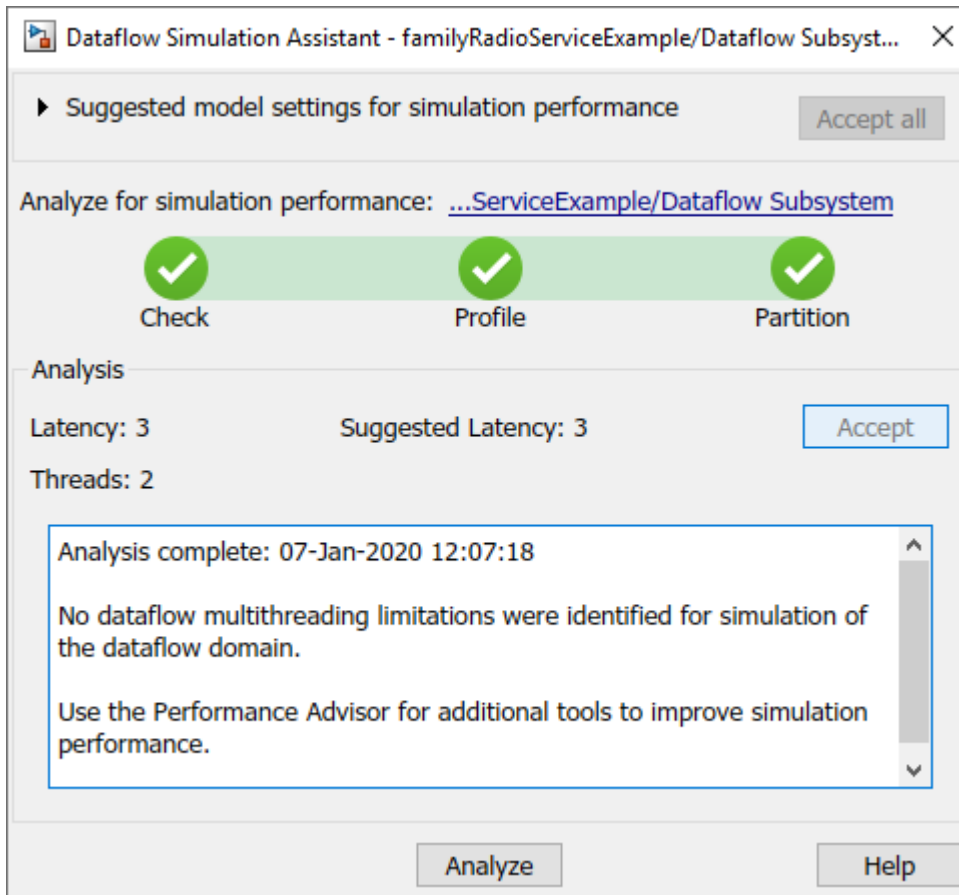 Dataflow Simulation Assistant - familyRadioServiceExample/Dataflow Subsyst...
Suggested model settings for simulation performance
Accept all
Analyze for simulation performance: ...ServiceExample/Dataflow Subsystem
Check Profile Partition
Analysis
Latency: 3 Suggested Latency: 3 Accept
Threads: 2
Analysis complete: 07-Jan-2020 12:07:18
No dataflow multithreading limitations were identified for simulation of
the dataflow domain.
Use the Performance Advisor for additional tools to improve simulation
performance.
Analyze Help